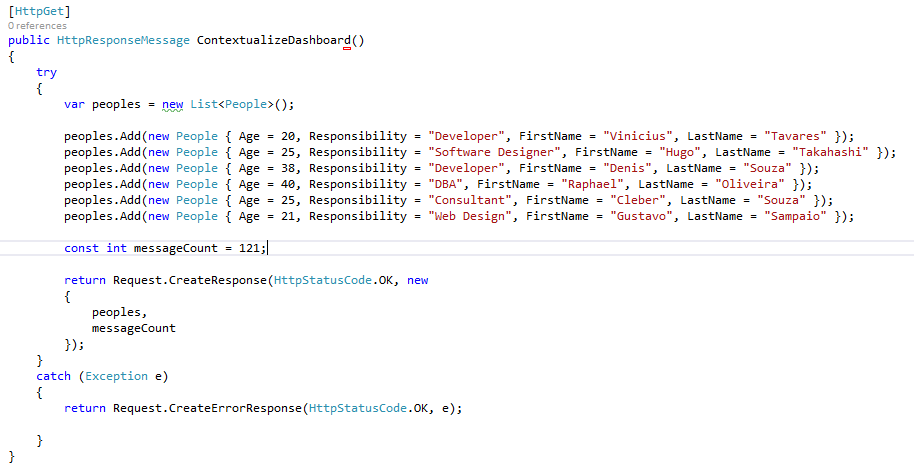 [HttpGet]
0 references
public HttpResponseMessage ContextualizeDashboard()
{
    try
    {
        var peoples = new List<People>();

        peoples.Add(new People { Age = 20, Responsibility = "Developer", FirstName = "Vinicius", LastName = "Tavares" });
        peoples.Add(new People { Age = 25, Responsibility = "Software Designer", FirstName = "Hugo", LastName = "Takahashi" });
        peoples.Add(new People { Age = 38, Responsibility = "Developer", FirstName = "Denis", LastName = "Souza" });
        peoples.Add(new People { Age = 40, Responsibility = "DBA", FirstName = "Raphael", LastName = "Oliveira" });
        peoples.Add(new People { Age = 25, Responsibility = "Consultant", FirstName = "Cleber", LastName = "Souza" });
        peoples.Add(new People { Age = 21, Responsibility = "Web Design", FirstName = "Gustavo", LastName = "Sampaio" });

        const int messageCount = 121;

        return Request.CreateResponse(HttpStatusCode.OK, new
        {
            peoples,
            messageCount
        });
    }
    catch (Exception e)
    {
        return Request.CreateErrorResponse(HttpStatusCode.OK, e);

    }
}